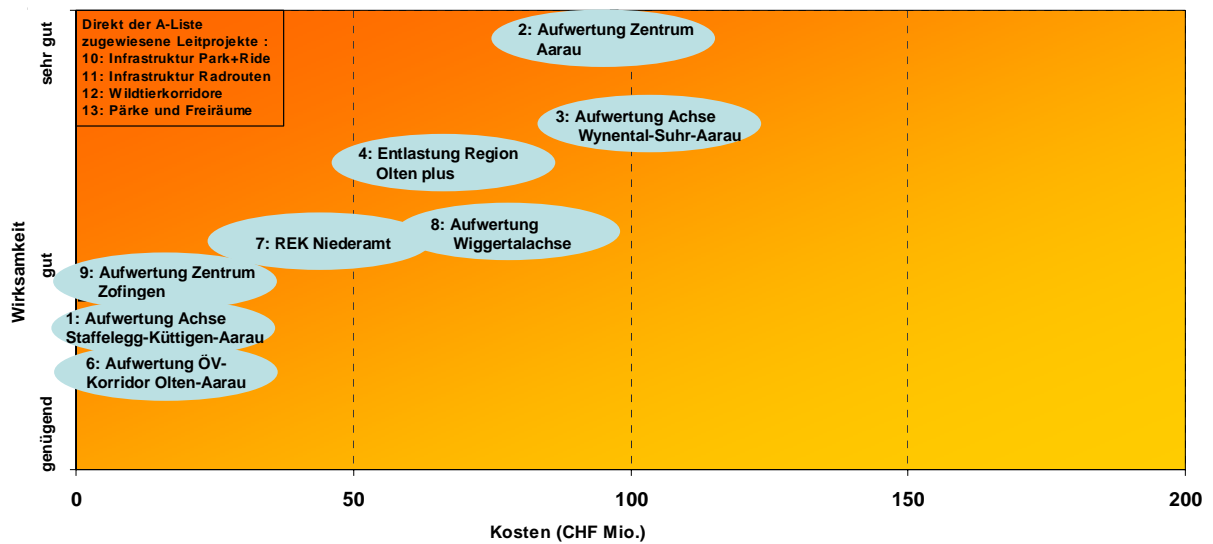 Direkt der A-Liste
zugewiesene Leitprojekte :
10: Infrastruktur Park+Ride
11: Infrastruktur Radrouten
12: Wildtierkorridore
13: Pärke und Freiräume
2: Aufwertung Zentrum
Aarau
3: Aufwertung Achse
Wynental-Suhr-Aarau
4: Entlastung Region
Olten plus
8: Aufwertung
Wiggertalachse
7: REK Niederamt
9: Aufwertung Zentrum
Zofingen
1: Aufwertung Achse
Staffelegg-Küttigen-Aarau
6: Aufwertung ÖV-
Korridor Olten-Aarau
sehr gut
gut
genügend
Wirksamkeit
0
50
100
150
200
Kosten (CHF Mio.)